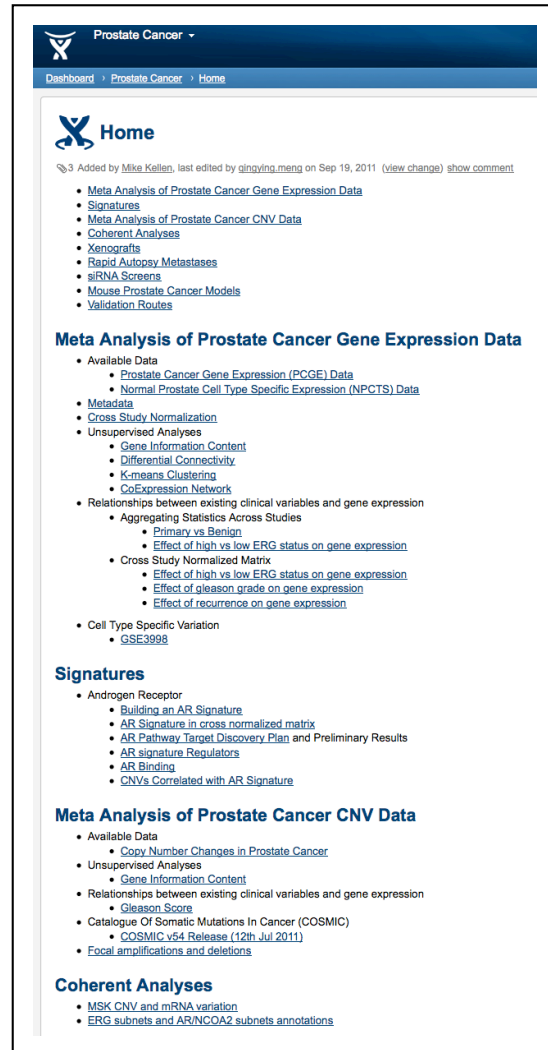 Prostate Cancer
Dashboard › Prostate Cancer › Home
Home
3 Added by Mike Kellen, last edited by qingying.meng on Sep 19, 2011 (view change) show comment
• Meta Analysis of Prostate Cancer Gene Expression Data
• Signatures
• Meta Analysis of Prostate Cancer CNV Data
• Coherent Analyses
• Xenografts
• Rapid Autopsy Metastases
• siRNA Screens
• Mouse Prostate Cancer Models
• Validation Routes
Meta Analysis of Prostate Cancer Gene Expression Data
• Available Data
• Prostate Cancer Gene Expression (PCGE) Data
• Normal Prostate Cell Type Specific Expression (NPCTS) Data
• Metadata
• Cross Study Normalization
• Unsupervised Analyses
• Gene Information Content
• Differential Connectivity
• K-means Clustering
• CoExpression Network
• Relationships between existing clinical variables and gene expression
• Aggregating Statistics Across Studies
• Primary vs Benign
• Effect of high vs low ERG status on gene expression
• Cross Study Normalized Matrix
• Effect of high vs low ERG status on gene expression
• Effect of gleason grade on gene expression
• Effect of recurrence on gene expression
• Cell Type Specific Variation
• GSE3998
Signatures
• Androgen Receptor
• Building an AR Signature
• AR Signature in cross normalized matrix
• AR Pathway Target Discovery Plan and Preliminary Results
• AR signature Regulators
• AR Binding
• CNVs Correlated with AR Signature
Meta Analysis of Prostate Cancer CNV Data
• Available Data
• Copy Number Changes in Prostate Cancer
• Unsupervised Analyses
• Gene Information Content
• Relationships between existing clinical variables and gene expression
• Gleason Score
• Catalogue Of Somatic Mutations In Cancer (COSMIC)
• COSMIC v54 Release (12th Jul 2011)
• Focal amplifications and deletions
Coherent Analyses
• MSK CNV and mRNA variation
• ERG subnets and AR/NCOA2 subnets annotations